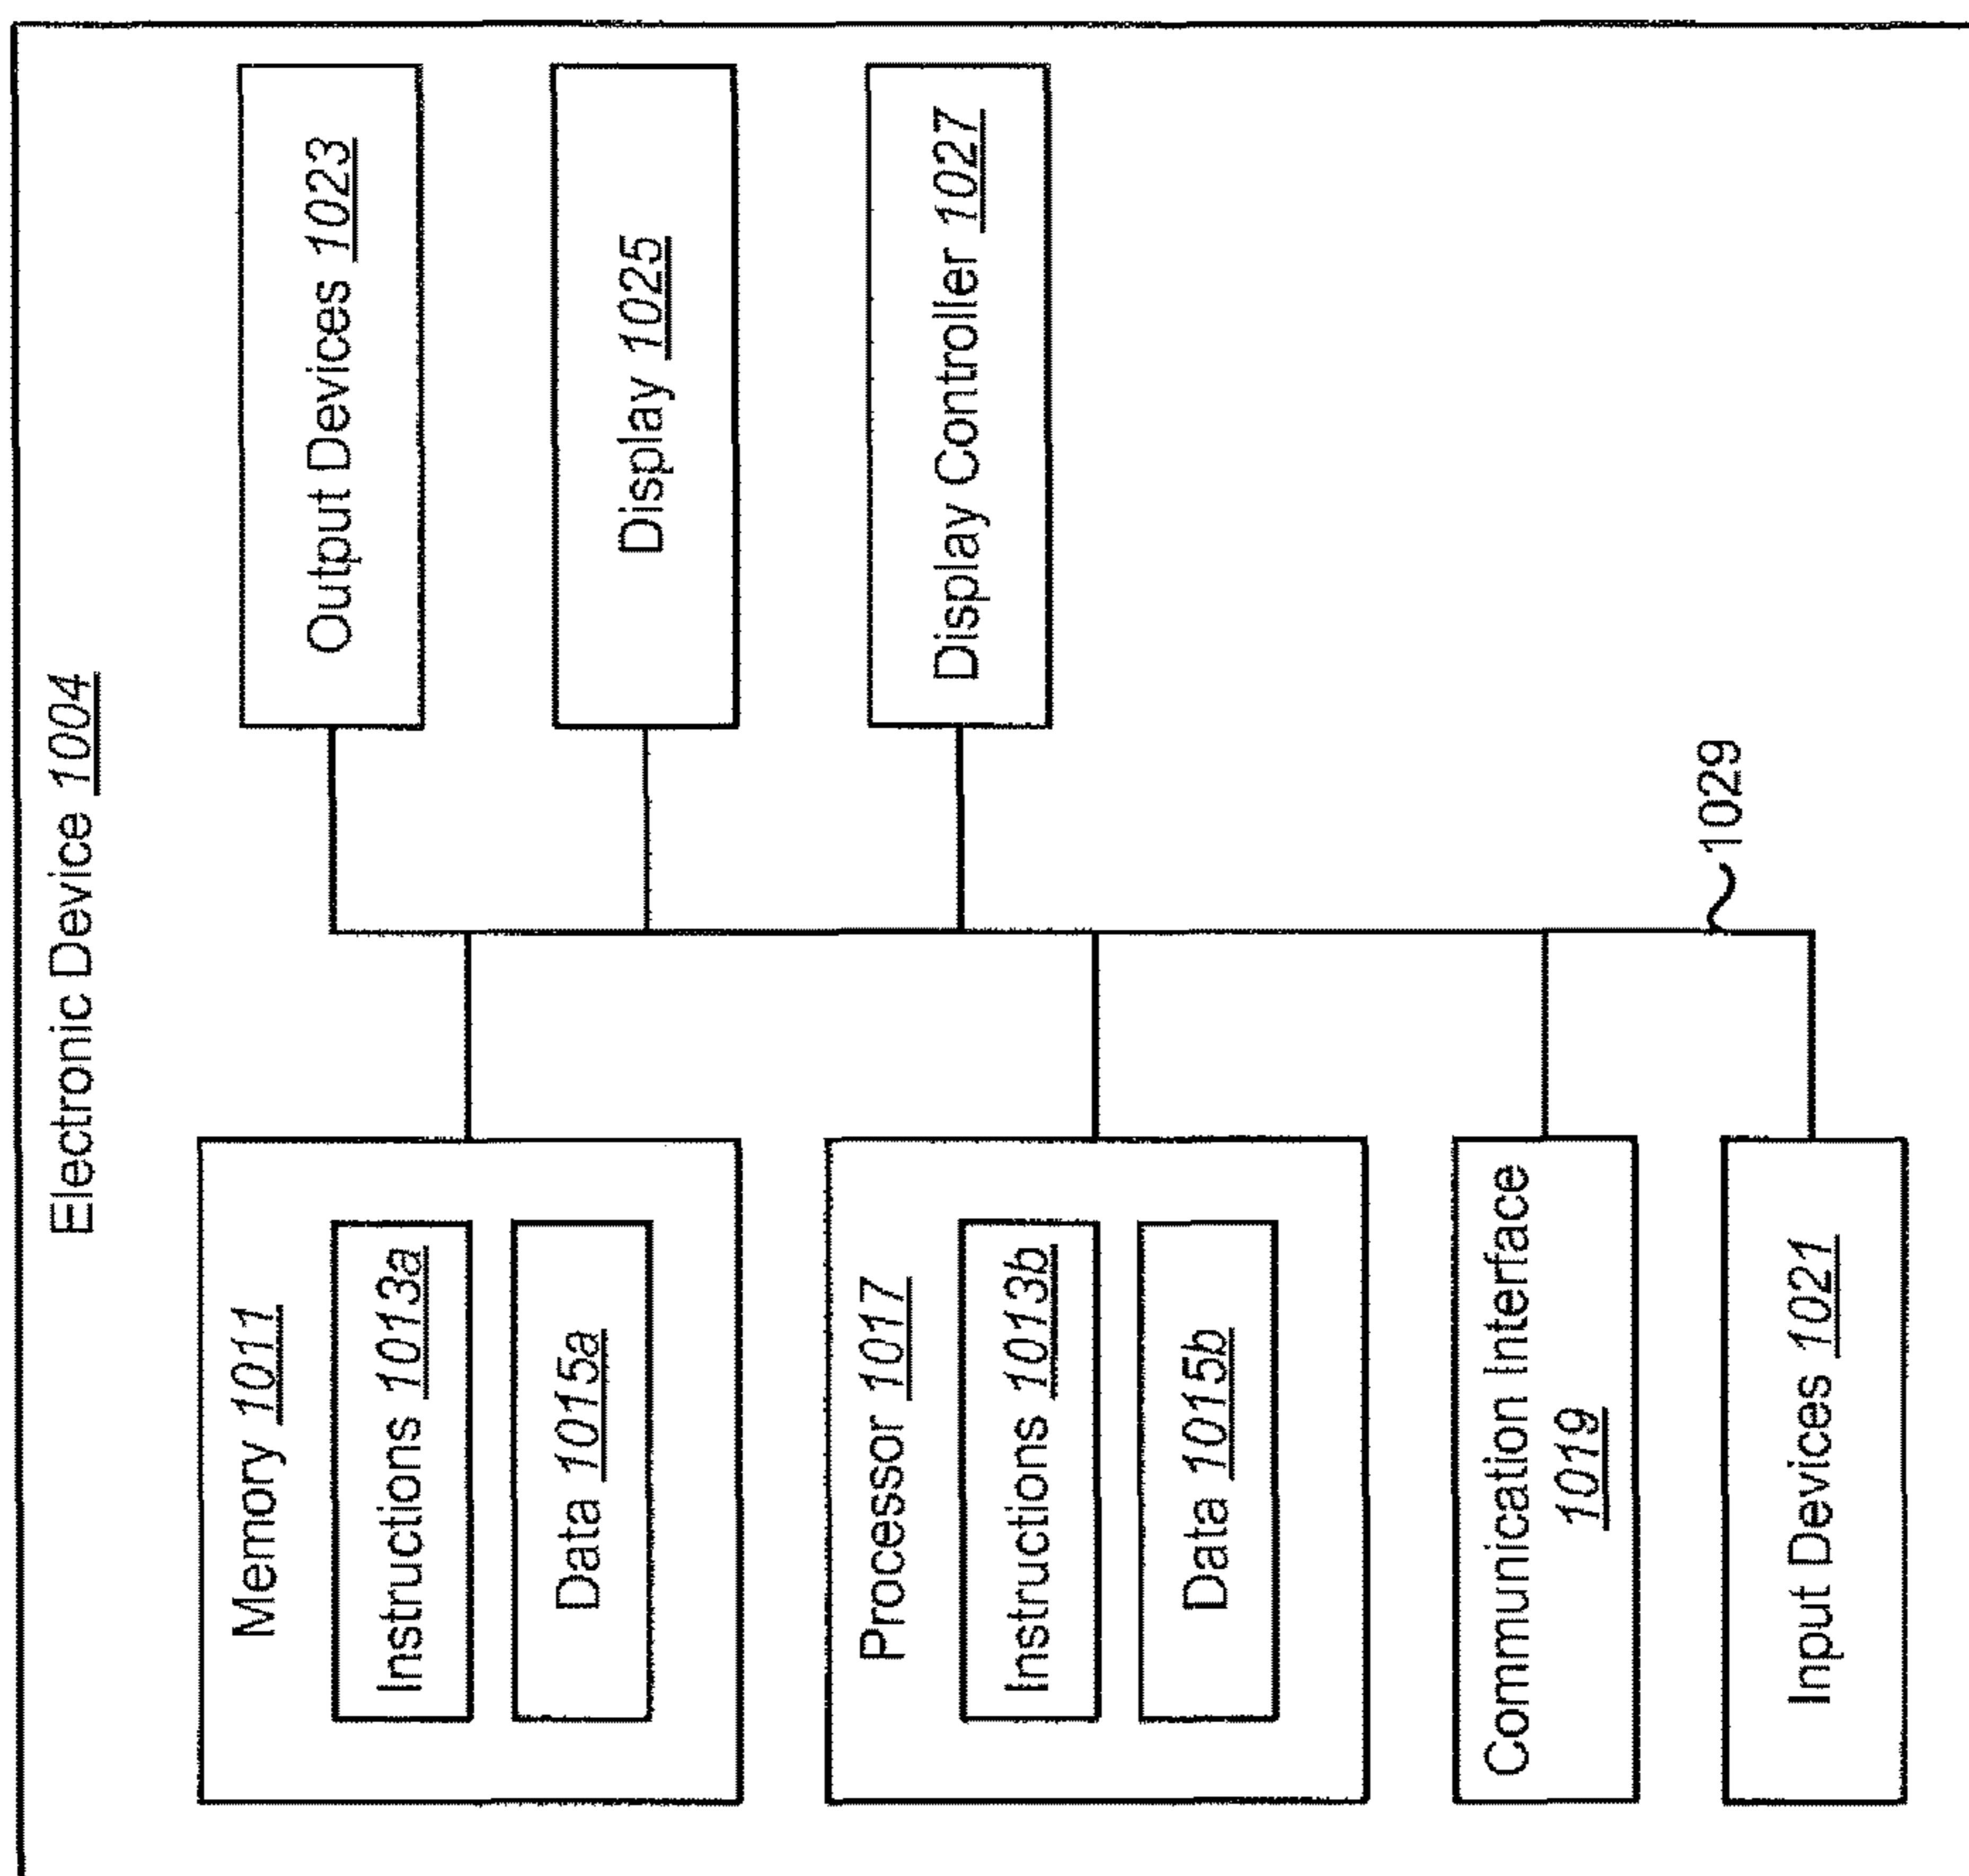 Electronic Device 1004
Memory 1011
Instructions 1013a
Data 1015a
Processor 1017
Instructions 1013b
Data 1015b
Communication Interface
1019
Input Devices 1021
Output Devices 1023
Display 1025
Display Controller 1027
1029